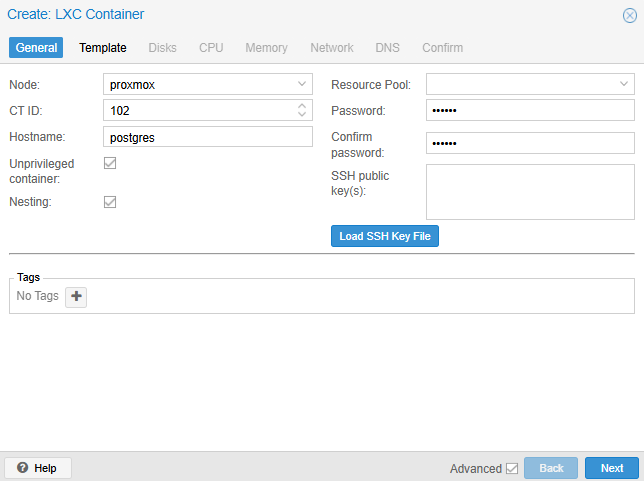 Create: LXC Container
General Template Disks CPU Memory Network DNS Confirm
Node: proxmox Resource Pool:
CT ID: 102 Password: ••••••
Hostname: postgres Confirm password: ••••••
Unprivileged container:
SSH public key(s):
Nesting:
Load SSH Key File
Tags
No Tags
Help Advanced Back Next